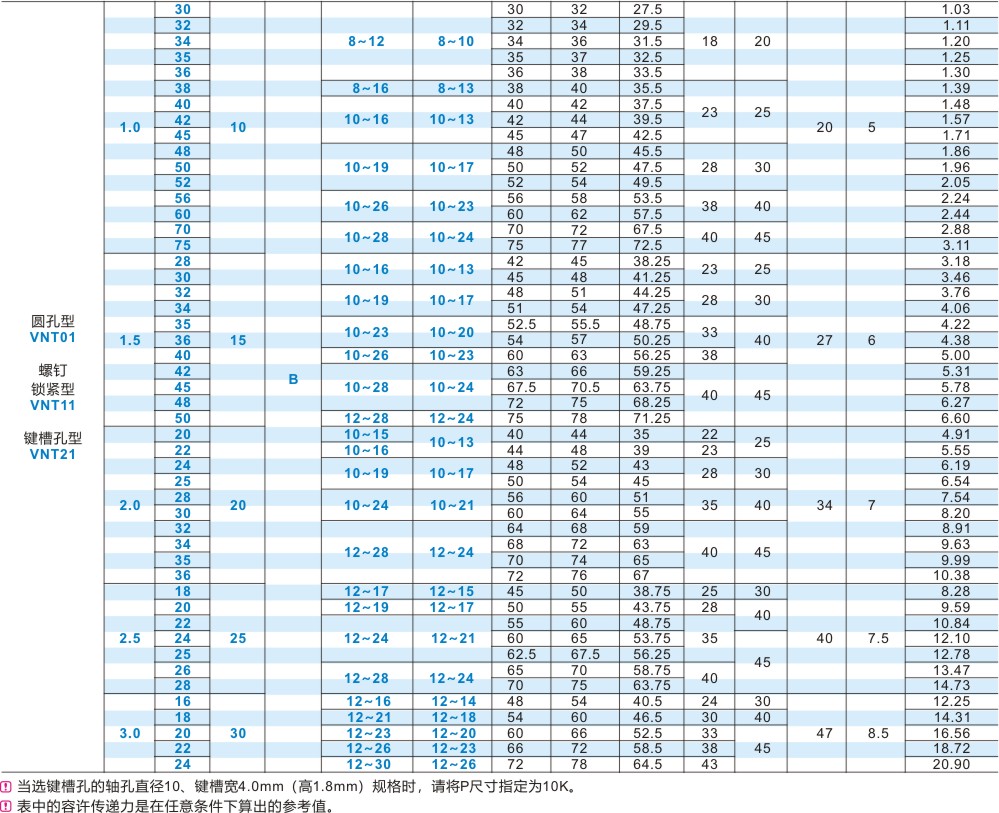 30 30 32 27.5 1.03
32 32 34 29.5 1.11
34 8~12 8~10 34 36 31.5 18 20 1.20
35 35 37 32.5 1.25
36 36 38 33.5 1.30
38 8~16 8~13 38 40 35.5 1.39
40 40 42 37.5 1.48
1.0 42 10 10~16 10~13 42 44 39.5 23 25 20 5 1.57
45 45 47 42.5 1.71
48 48 50 45.5 1.86
50 10~19 10~17 50 52 47.5 28 30 1.96
52 52 54 49.5 2.05
56 10~26 10~23 56 58 53.5 38 40 2.24
60 60 62 57.5 2.44
70 10~28 10~24 70 72 67.5 40 45 2.88
75 75 77 72.5 3.11
28 10~16 10~13 42 45 38.25 23 25 3.18
30 45 48 41.25 3.46
32 10~19 10~17 48 51 44.25 28 30 3.76
34 51 54 47.25 4.06
圆孔型 35 10~23 10~20 52.5 55.5 48.75 33 4.22
VNT01 1.5 36 15 54 57 50.25 40 27 6 4.38
40 10~26 10~23 60 63 56.25 38 5.00
螺钉 42 B 63 66 59.25 5.31
锁紧型 45 10~28 10~24 67.5 70.5 63.75 40 45 5.78
VNT11 48 72 75 68.25 6.27
50 12~28 12~24 75 78 71.25 6.60
键槽孔型 20 10~15 10~13 40 44 35 22 25 4.91
VNT21 22 10~16 44 48 39 23 5.55
24 10~19 10~17 48 52 43 28 30 6.19
25 50 54 45 6.54
28 10~24 10~21 56 60 51 35 40 7.54
2.0 30 20 60 64 55 34 7 8.20
32 64 68 59 8.91
34 12~28 12~24 68 72 63 40 45 9.63
35 70 74 65 9.99
36 72 76 67 10.38
18 12~17 12~15 45 50 38.75 25 30 8.28
20 12~19 12~17 50 55 43.75 28 40 9.59
22 55 60 48.75 10.84
2.5 24 25 12~24 12~21 60 65 53.75 35 40 7.5 12.10
25 62.5 67.5 56.25 45 12.78
26 12~28 12~24 65 70 58.75 40 13.47
28 70 75 63.75 14.73
16 12~16 12~14 48 54 40.5 24 30 12.25
18 12~21 12~18 54 60 46.5 30 40 14.31
3.0 20 30 12~23 12~20 60 66 52.5 33 47 8.5 16.56
22 12~26 12~23 66 72 58.5 38 45 18.72
24 12~30 12~26 72 78 64.5 43 20.90
当选键槽孔的轴孔直径10、键槽宽4.0mm（高1.8mm）规格时，请将P尺寸指定为10K。
表中的容许传递力是在任意条件下算出的参考值。